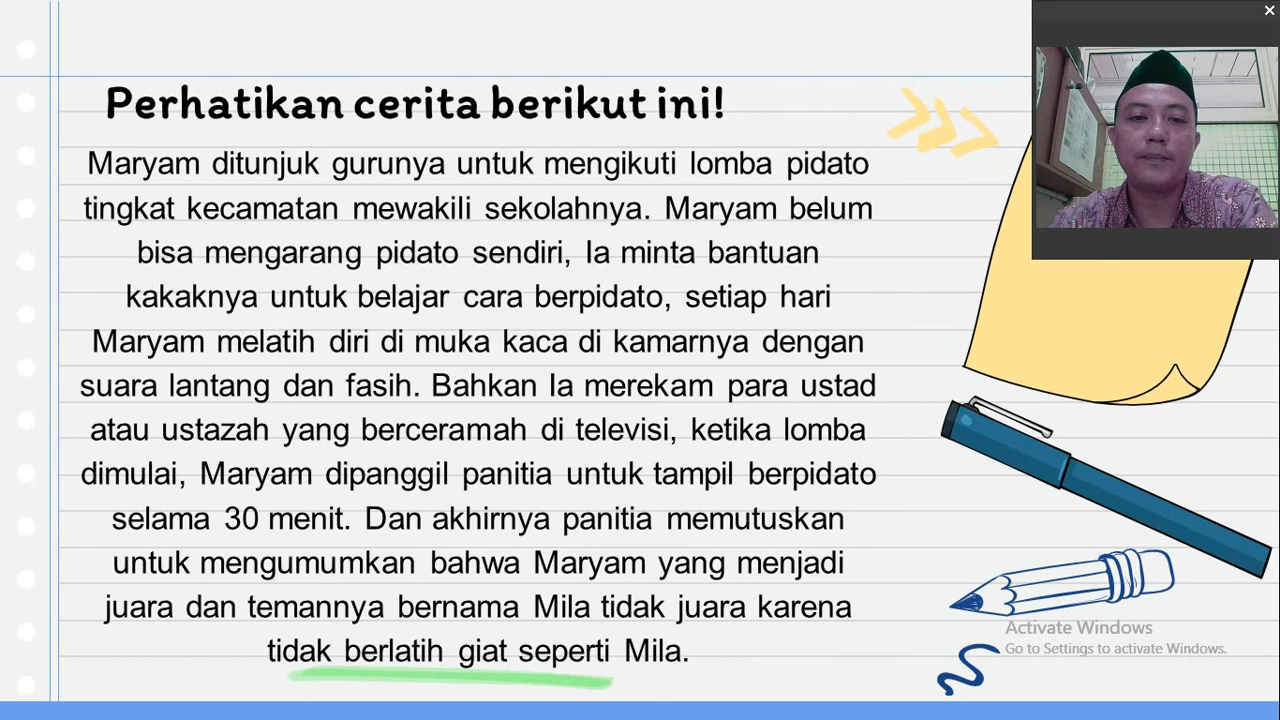 Perhatikan cerita berikut ini!
Maryam ditunjuk gurunya untuk mengikuti lomba pidato
tingkat kecamatan mewakili sekolahnya. Maryam belum
bisa mengarang pidato sendiri, Ia minta bantuan
kakaknya untuk belajar cara berpidato, setiap hari
Maryam melatih diri di muka kaca di kamarnya dengan
suara lantang dan fasih. Bahkan Ia merekam para ustad
atau ustazah yang berceramah di televisi, ketika lomba
dimulai, Maryam dipanggil panitia untuk tampil berpidato
selama 30 menit. Dan akhirnya panitia memutuskan
untuk mengumumkan bahwa Maryam yang menjadi
juara dan temannya bernama Mila tidak juara karena
tidak berlatih giat seperti Mila.
Activate Windows
Go to Settings to activate Windows.